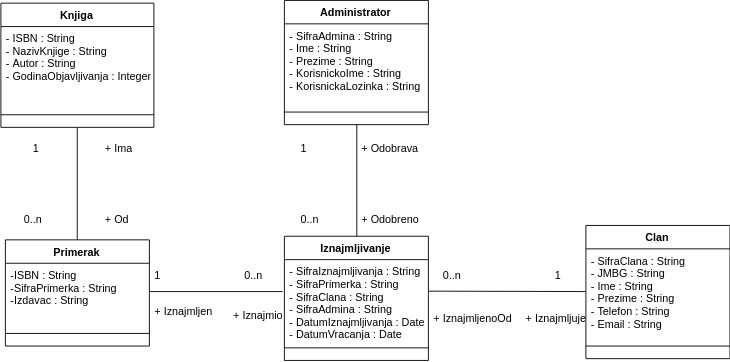 Knjiga
- ISBN : String
- NazivKnjige : String
- Autor : String
- GodinaObjavljivanja : Integer
Administrator
- SifraAdmina : String
- Ime : String
- Prezime : String
- KorisnickoIme : String
- KorisnickaLozinka : String
1
+ Ima
1
+ Odobrava
0..n
+ Od
0..n
+ Odobreno
Primerak
-ISBN : String
-SifraPrimerka : String
-Izdavac : String
1
0..n
+ Iznajmljen
+ Iznajmio
Iznajmljivanje
- SifraIznajmljivanja : String
- SifraPrimerka : String
- SifraClana : String
- SifraAdmina : String
- DatumIznajmljivanja : Date
- DatumVracanja : Date
0..n
1
+ IznajmljenoOd
+ Iznajmljuje
Clan
- SifraClana : String
- JMBG : String
- Ime : String
- Prezime : String
- Telefon : String
- Email : String